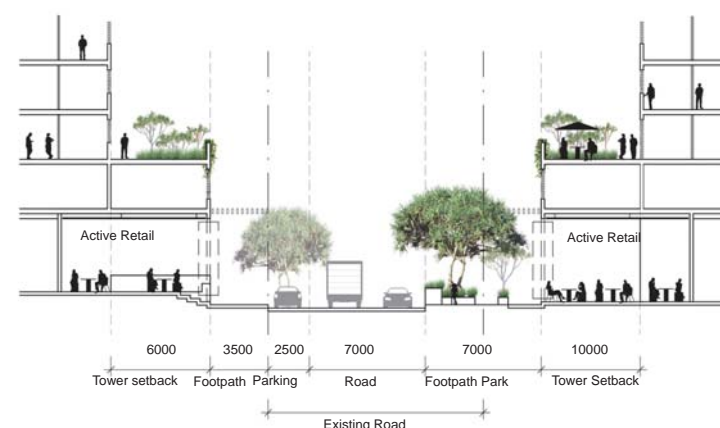 Active Retail
Active Retail
6000 3500 2500 7000 7000 10000
Tower setback Footpath Parking Road Footpath Park Tower Setback
Existing Road